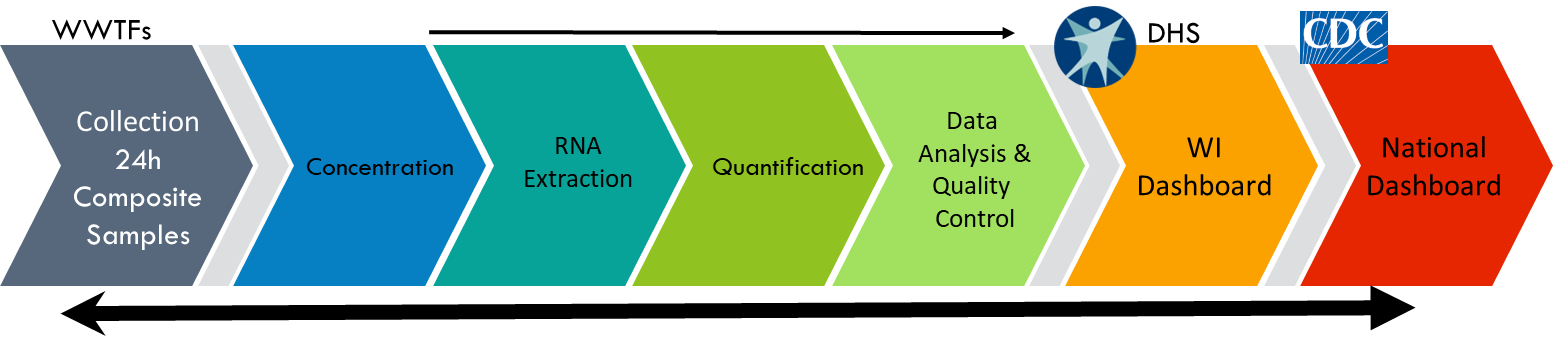 WWTFs
DHS
CDC
Collection
24h
Composite
Samples
Concentration
RNA
Extraction
Quantification
Data
Analysis &
Quality
Control
WI
Dashboard
National
Dashboard